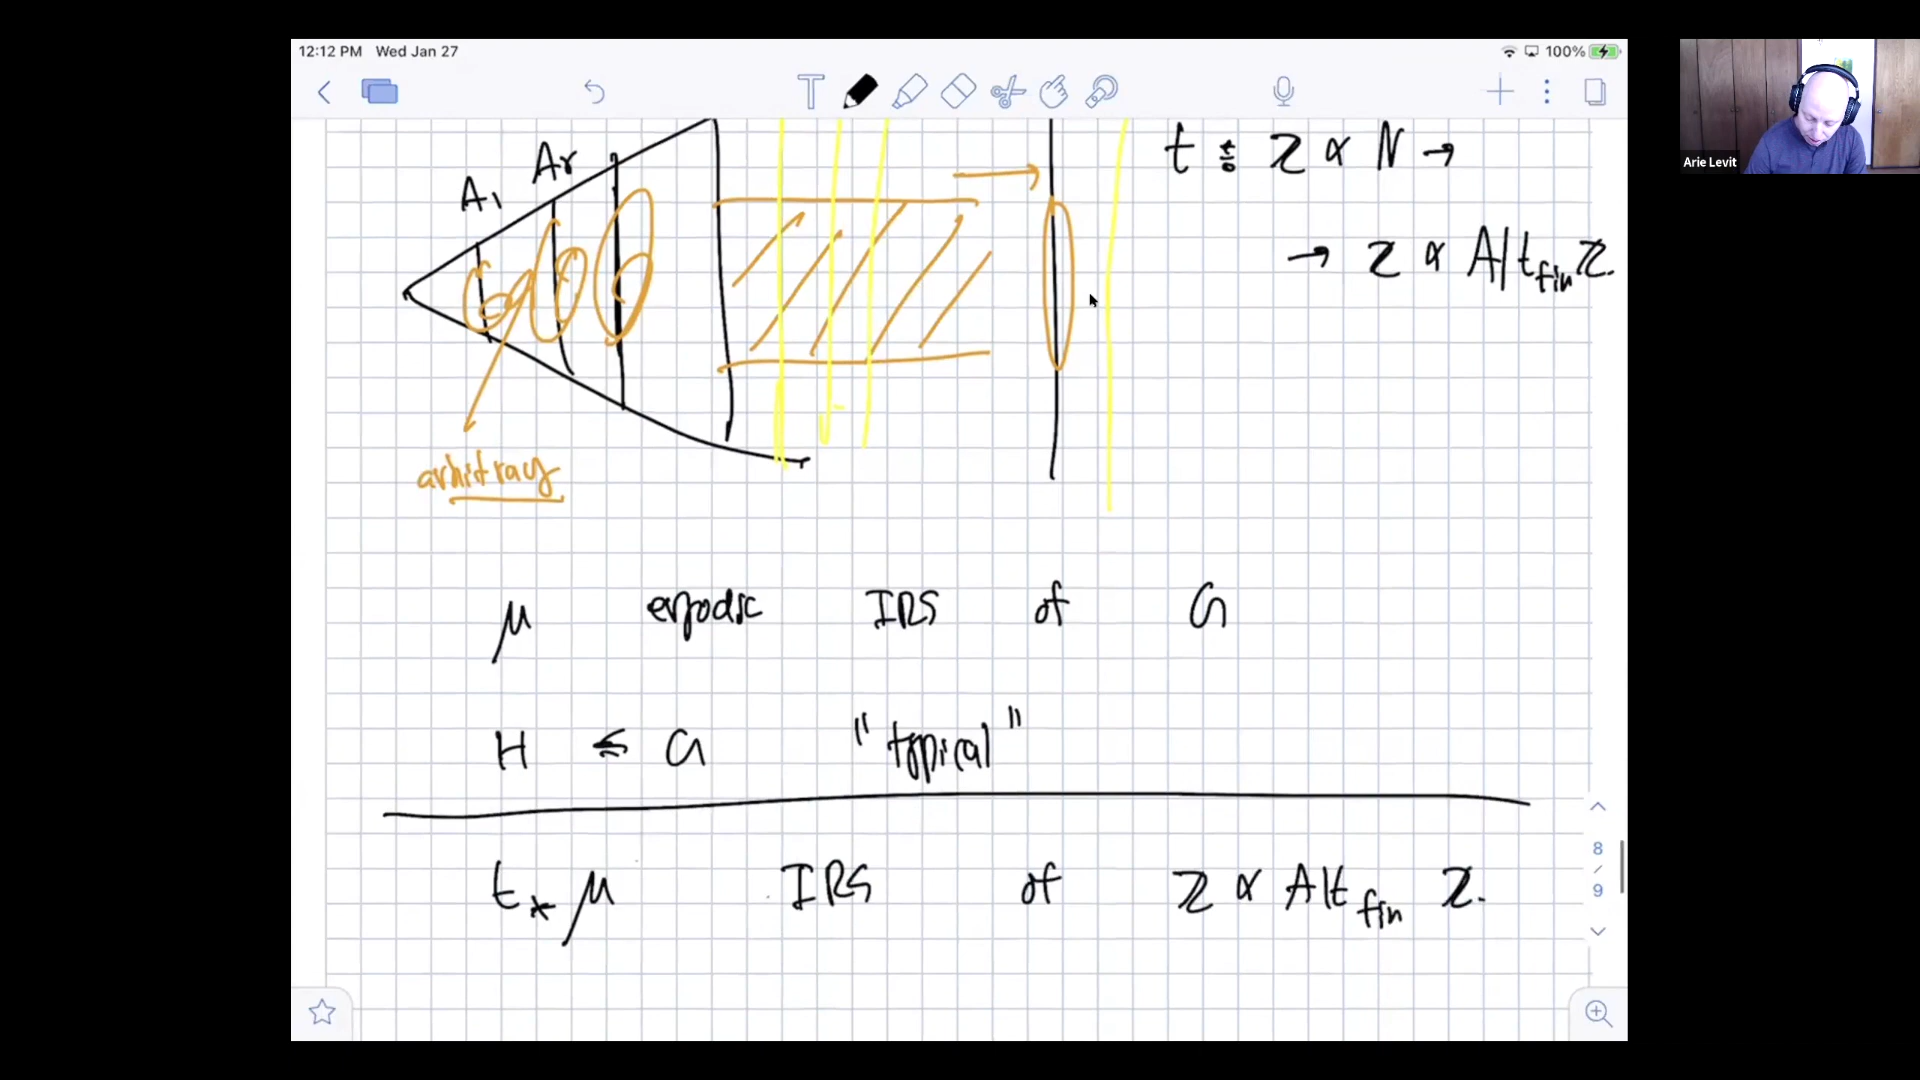 12:12 PM Wed Jan 27
100%
Arie Levit
A₁ Ar
t : Z ⋉ N →
→ Z ⋉ Alt_fin Z.
arbitrary
μ ergodic IRS of G
H ≤ G "typical"
t_* μ IRS of Z ⋉ Alt_fin Z.
8 / 9